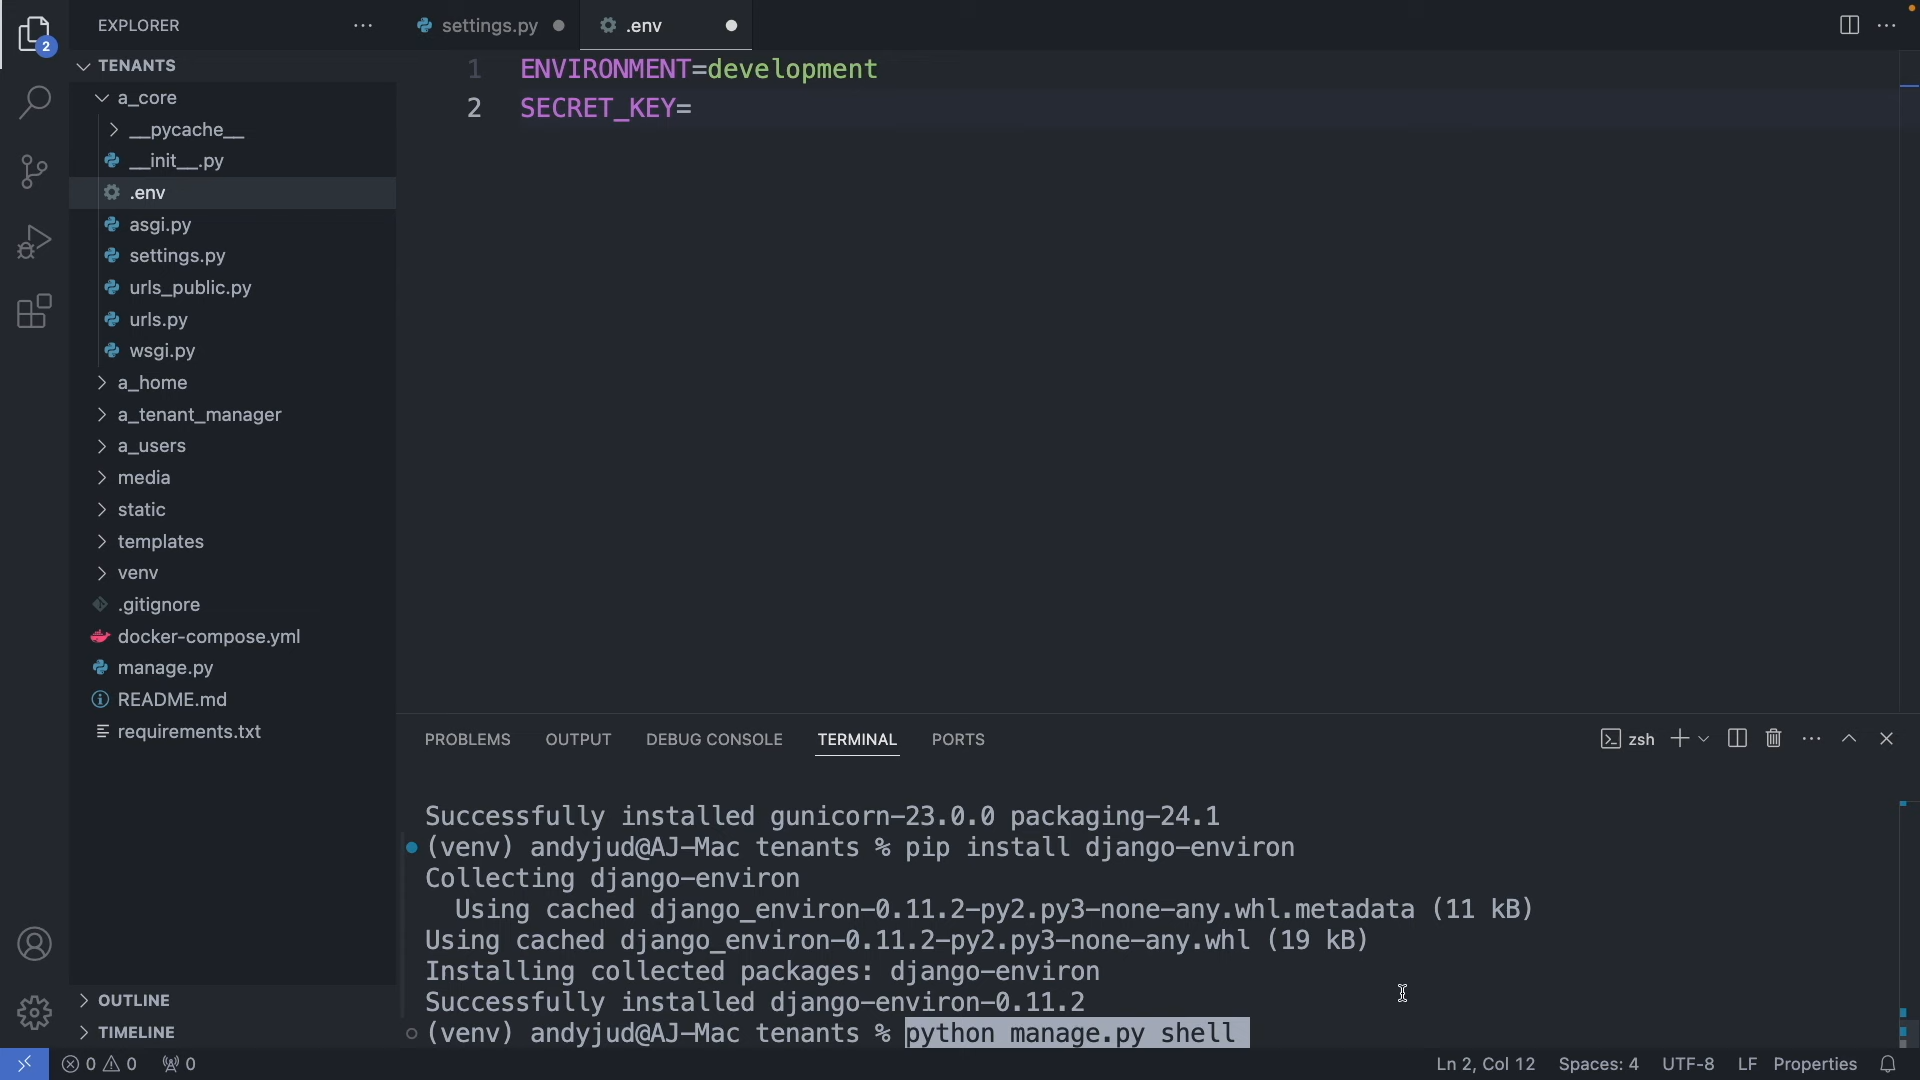 EXPLORER
TENANTS
a_core
__pycache__
__init__.py
.env
asgi.py
settings.py
urls_public.py
urls.py
wsgi.py
a_home
a_tenant_manager
a_users
media
static
templates
venv
.gitignore
docker-compose.yml
manage.py
README.md
requirements.txt
OUTLINE
TIMELINE
2
settings.py
.env
1 ENVIRONMENT=development
2 SECRET_KEY=
PROBLEMS OUTPUT DEBUG CONSOLE TERMINAL PORTS
zsh
Successfully installed gunicorn-23.0.0 packaging-24.1
(venv) andyjud@AJ-Mac tenants % pip install django-environ
Collecting django-environ
Using cached django_environ-0.11.2-py2.py3-none-any.whl.metadata (11 kB)
Using cached django_environ-0.11.2-py2.py3-none-any.whl (19 kB)
Installing collected packages: django-environ
Successfully installed django-environ-0.11.2
(venv) andyjud@AJ-Mac tenants % python manage.py shell
0 0 0
Ln 2, Col 12 Spaces: 4 UTF-8 LF Properties